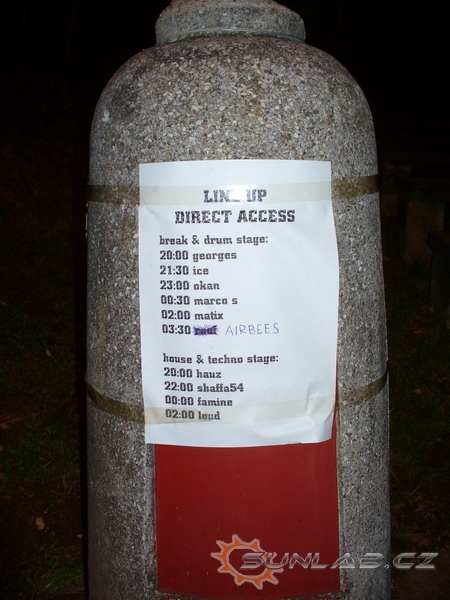 LINE UP
DIRECT ACCESS
break & drum stage:
20:00 georges
21:30 ice
23:00 okan
00:30 marco s
02:00 matix
03:30 AIRBEES
house & techno stage:
20:00 hauz
22:00 shaffa54
00:00 famine
02:00 loud
SUNLAB.CZ